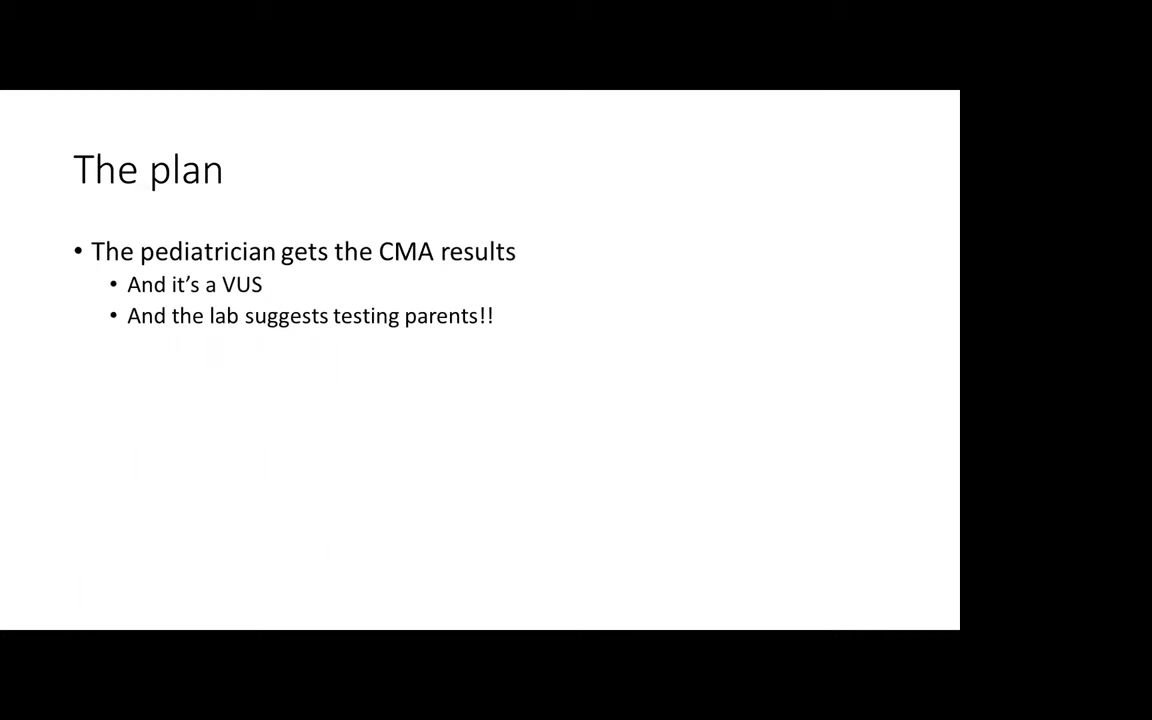 The plan
• The pediatrician gets the CMA results
• And it’s a VUS
• And the lab suggests testing parents!!